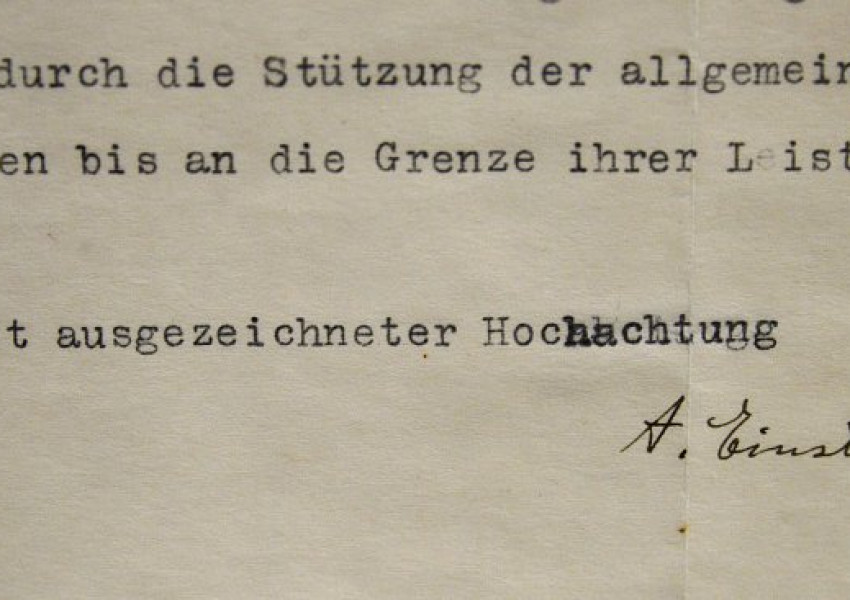 durch die Stützung der allgemein
en bis an die Grenze ihrer Leist
t ausgezeichneter Hochachtung
A. Einst